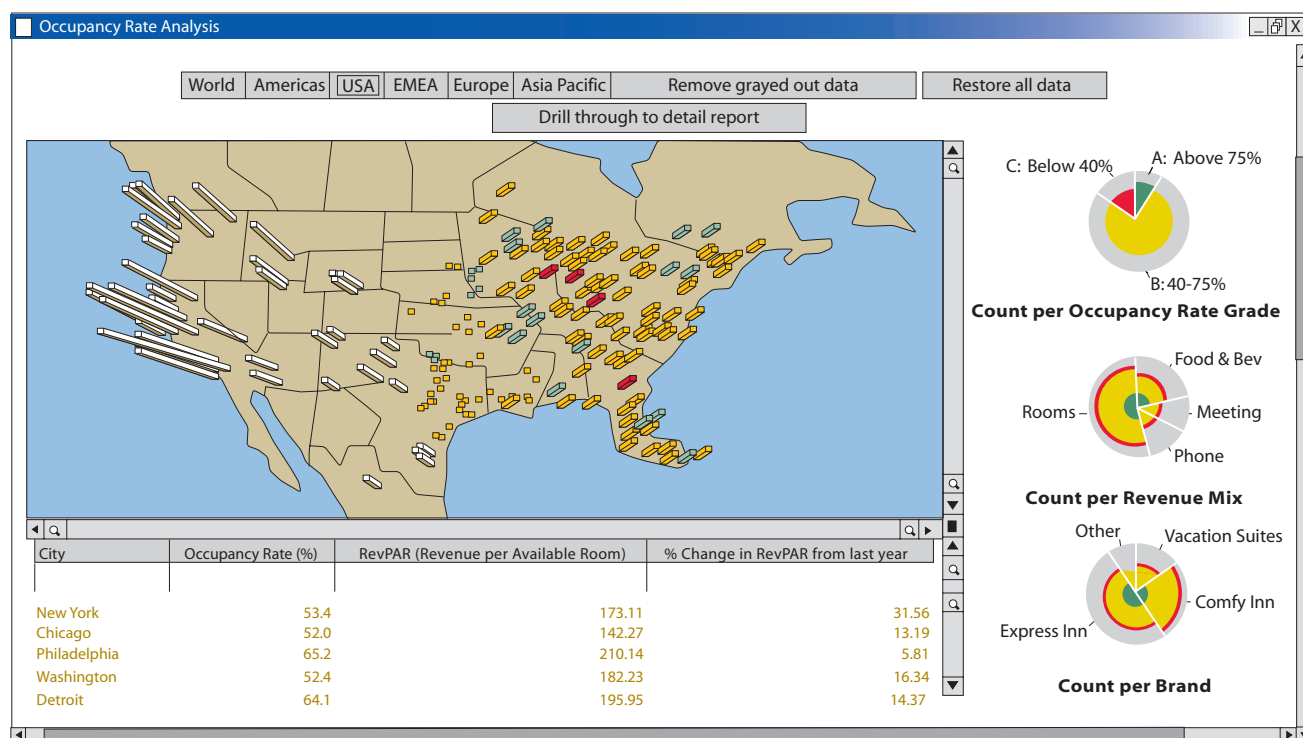 Occupancy Rate Analysis
World Americas USA EMEA Europe Asia Pacific Remove grayed out data Restore all data
Drill through to detail report
C: Below 40%
A: Above 75%
B: 40-75%
Count per Occupancy Rate Grade
Food & Bev
Rooms
Meeting
Phone
Count per Revenue Mix
Other
Vacation Suites
Comfy Inn
Express Inn
Count per Brand
City Occupancy Rate (%) RevPAR (Revenue per Available Room) % Change in RevPAR from last year
New York 53.4 173.11 31.56
Chicago 52.0 142.27 13.19
Philadelphia 65.2 210.14 5.81
Washington 52.4 182.23 16.34
Detroit 64.1 195.95 14.37